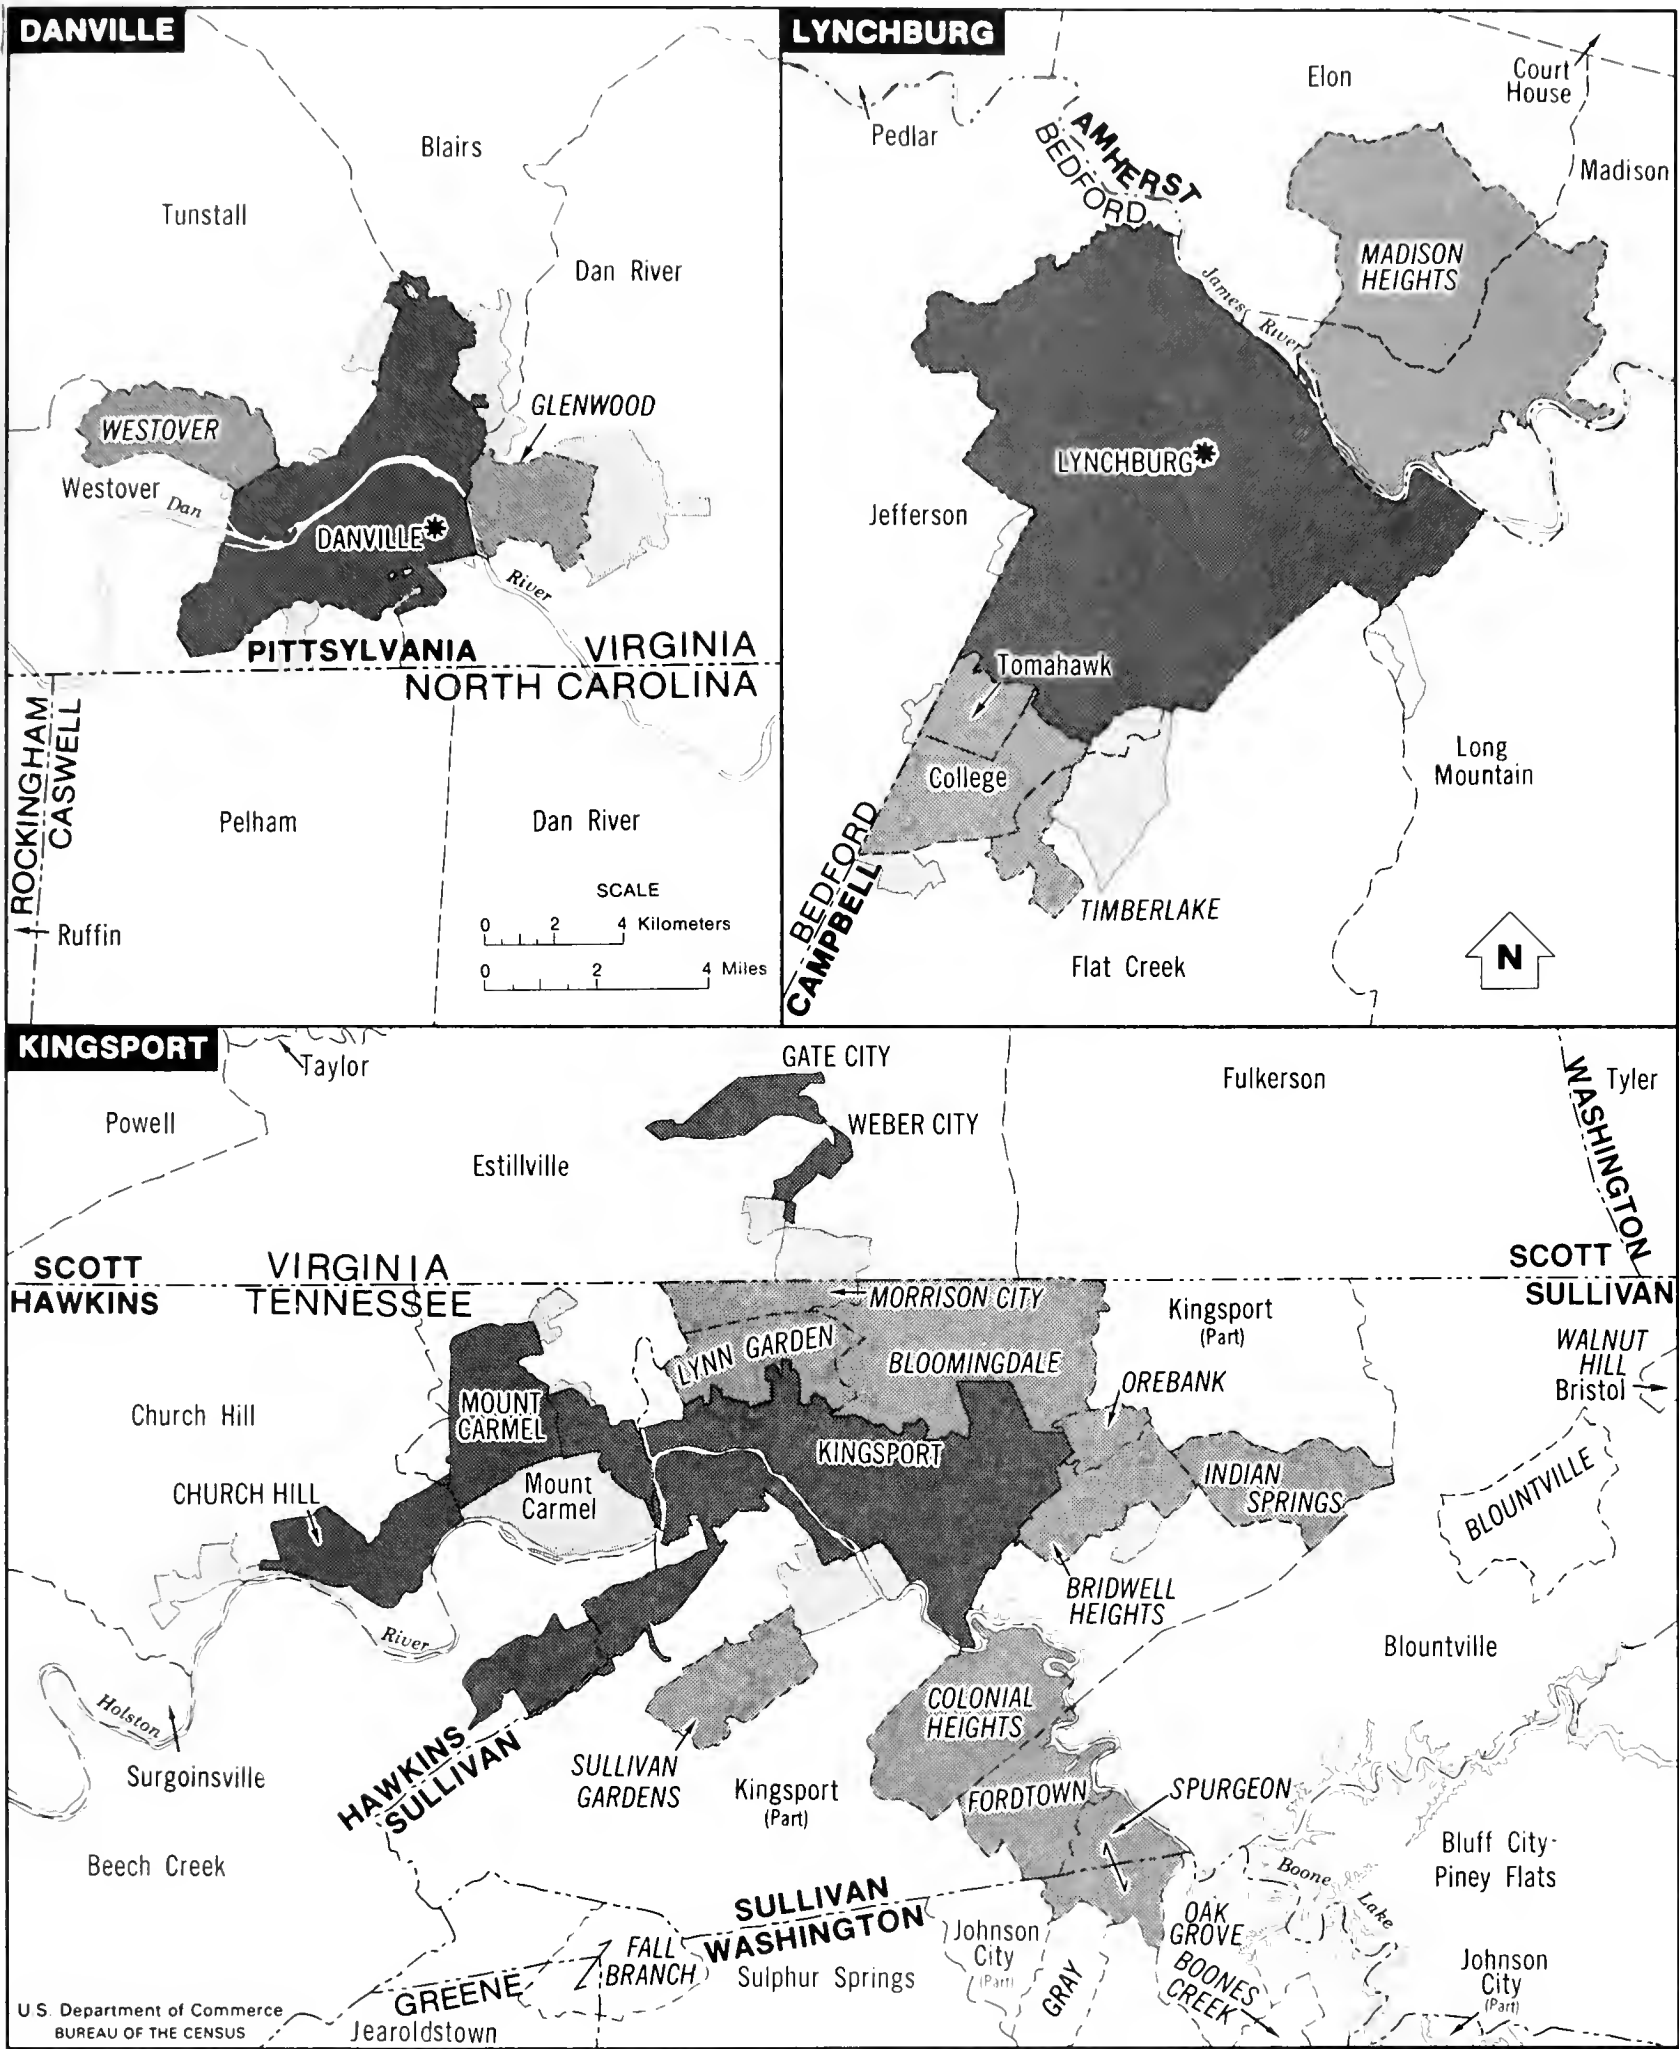 DANVILLE
Blairs
Tunstall
Dan River
GLENWOOD
WESTOVER
Westover
Dan
DANVILLE
River
PITTSYLVANIA
VIRGINIA
NORTH CAROLINA
ROCKINGHAM
CASWELL
Pelham
Dan River
Ruffin
SCALE
0 2 4 Kilometers
0 2 4 Miles
LYNCHBURG
Elon
Court
House
Pedlar
AMHERST
BEDFORD
Madison
MADISON
HEIGHTS
James
River
LYNCHBURG
Jefferson
Tomahawk
College
Long
Mountain
BEDFORD
CAMPBELL
TIMBERLAKE
Flat Creek
N
KINGSPORT
Taylor
GATE CITY
Fulkerson
Tyler
WASHINGTON
Powell
WEBER CITY
Estillville
SCOTT
VIRGINIA
SCOTT
HAWKINS
TENNESSEE
SULLIVAN
MORRISON CITY
Kingsport
(Part)
LYNN GARDEN
BLOOMINGDALE
WALNUT
HILL
Bristol
OREBANK
Church Hill
MOUNT
CARMEL
KINGSPORT
INDIAN
SPRINGS
BLOUNTVILLE
CHURCH HILL
Mount
Carmel
BRIDWELL
HEIGHTS
River
Blountville
Holston
COLONIAL
HEIGHTS
HAWKINS
SULLIVAN
Surgoinsville
SULLIVAN
GARDENS
Kingsport
(Part)
FORDTOWN
SPURGEON
Bluff City-
Piney Flats
Beech Creek
Boone
Lake
SULLIVAN
WASHINGTON
OAK
GROVE
Johnson
City
(Part)
FALL
BRANCH
Sulphur Springs
GRAY
BOONES
CREEK
Johnson
City
(Part)
GREENE
Jearoldstown
U.S. Department of Commerce
BUREAU OF THE CENSUS